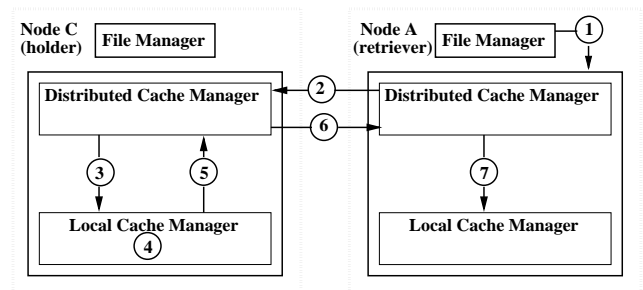 Node C
(holder)
File Manager
Node A
(retriever)
File Manager
1
Distributed Cache Manager
2
Distributed Cache Manager
6
3
5
7
Local Cache Manager
4
Local Cache Manager